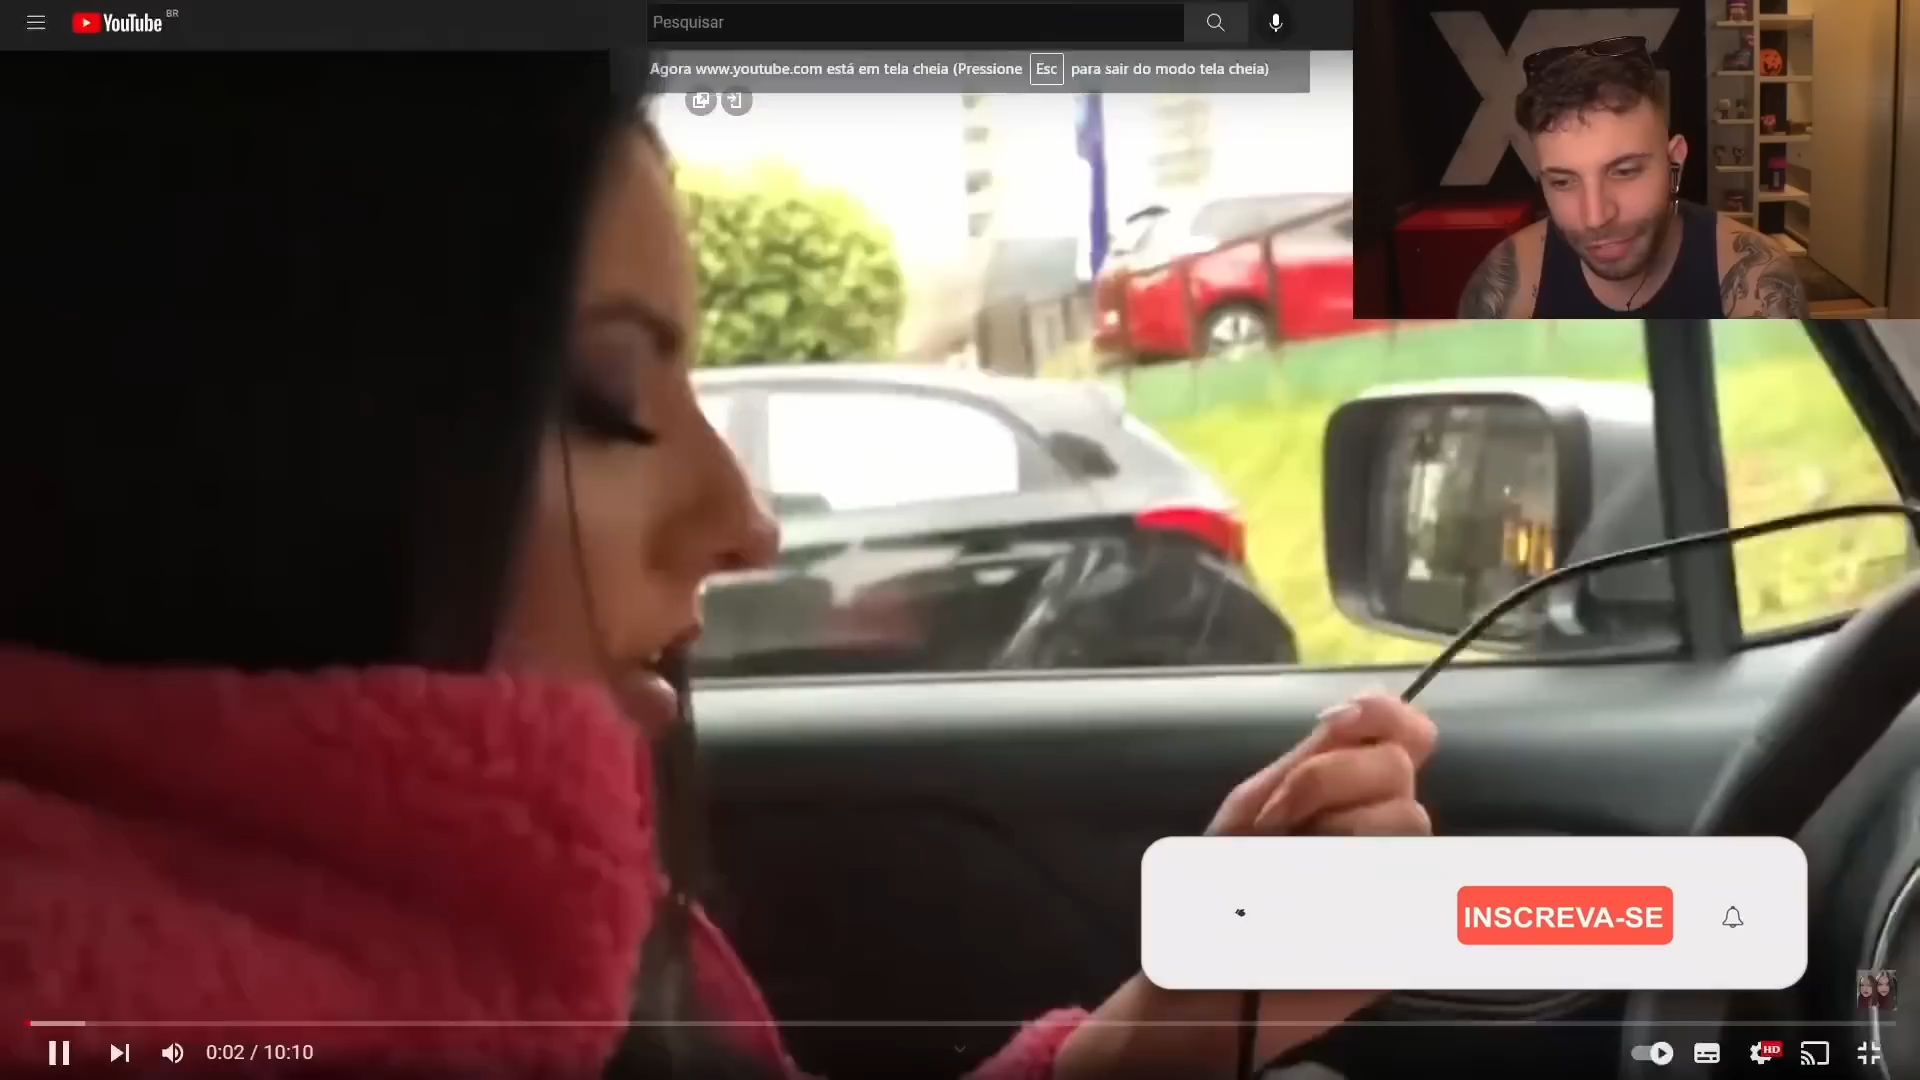 YouTube BR
Pesquisar
Agora www.youtube.com está em tela cheia (Pressione Esc para sair do modo tela cheia)
INSCREVA-SE
0:02 / 10:10
HD